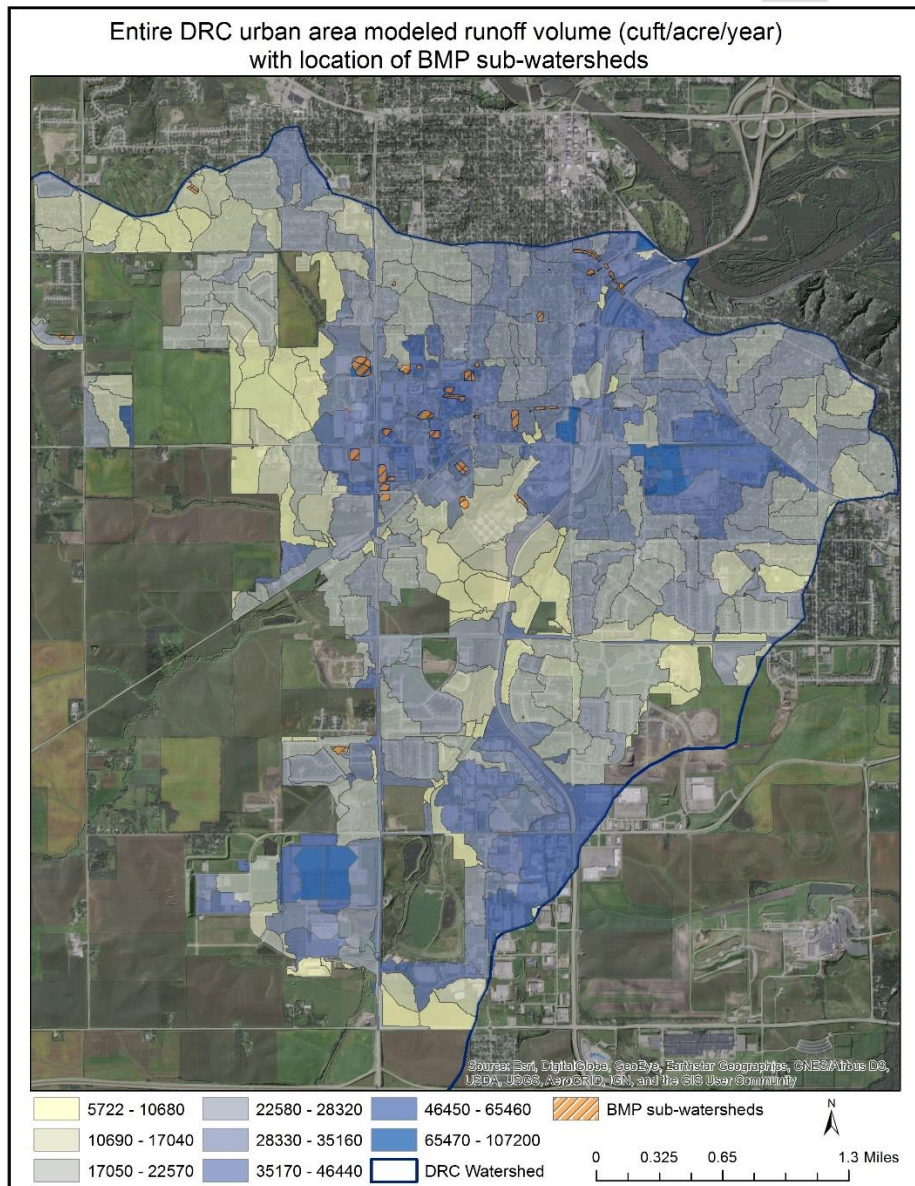 Entire DRC urban area modeled runoff volume (cuft/acre/year)
with location of BMP sub-watersheds
Source: Esri, DigitalGlobe, GeoEye, Earthstar Geographics, CNES/Airbus DS,
USDA, USGS, AeroGRID, IGN, and the GIS User Community
5722 - 10680
22580 - 28320
46450 - 65460
BMP sub-watersheds
10690 - 17040
28330 - 35160
65470 - 107200
17050 - 22570
35170 - 46440
DRC Watershed
N
0 0.325 0.65 1.3 Miles